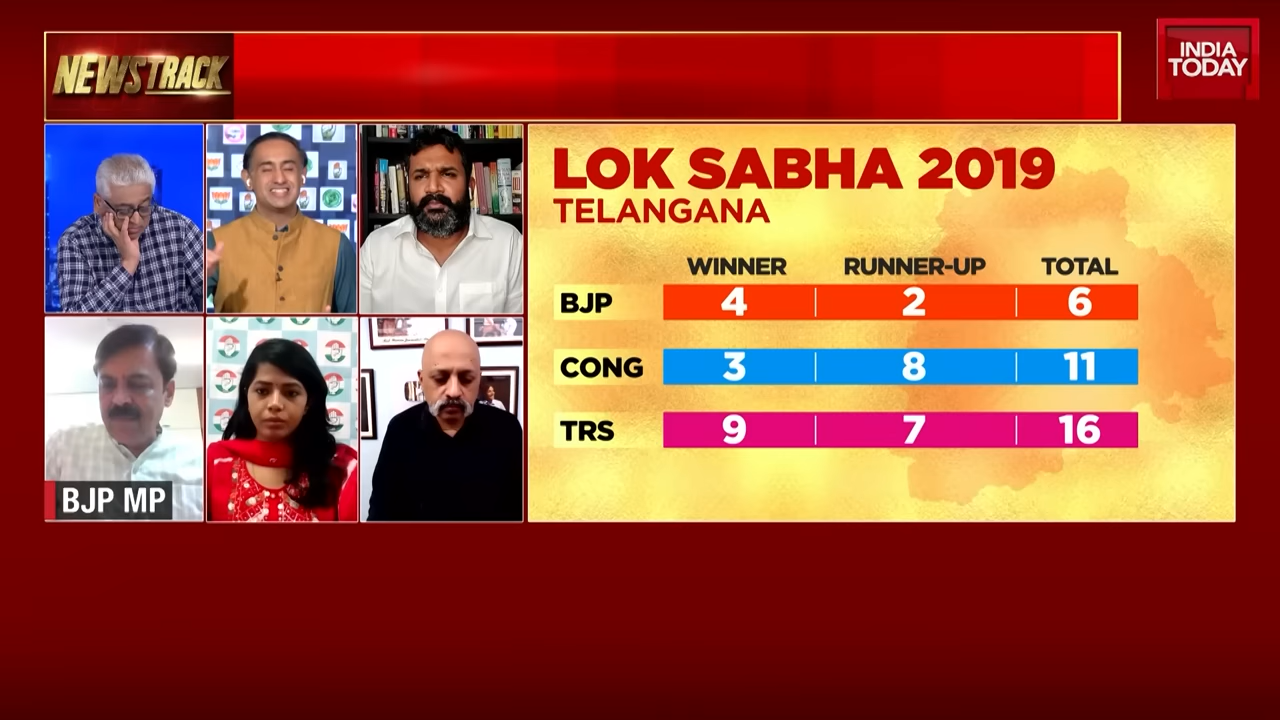 NEWSTRACK
INDIA
TODAY
LOK SABHA 2019
TELANGANA
WINNER RUNNER-UP TOTAL
BJP 4 2 6
CONG 3 8 11
TRS 9 7 16
BJP MP